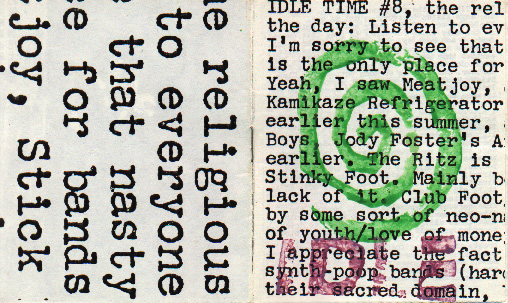 e religious
to everyone
that nasty
e for bands
joy, Stick
IDLE TIME #8, the rel
the day: Listen to ev
I'm sorry to see that
is the only place for
Yeah, I saw Meatjoy,
Kamikaze Refrigerator
earlier this summer,
Boys, Jody Foster's A
earlier. The Ritz is
Stinky Foot. Mainly b
lack of it. Club Foot
by some sort of neo-n
of youth/love of mone
I appreciate the fact
synth-pop bands (har
their sacred domain.
IDLE